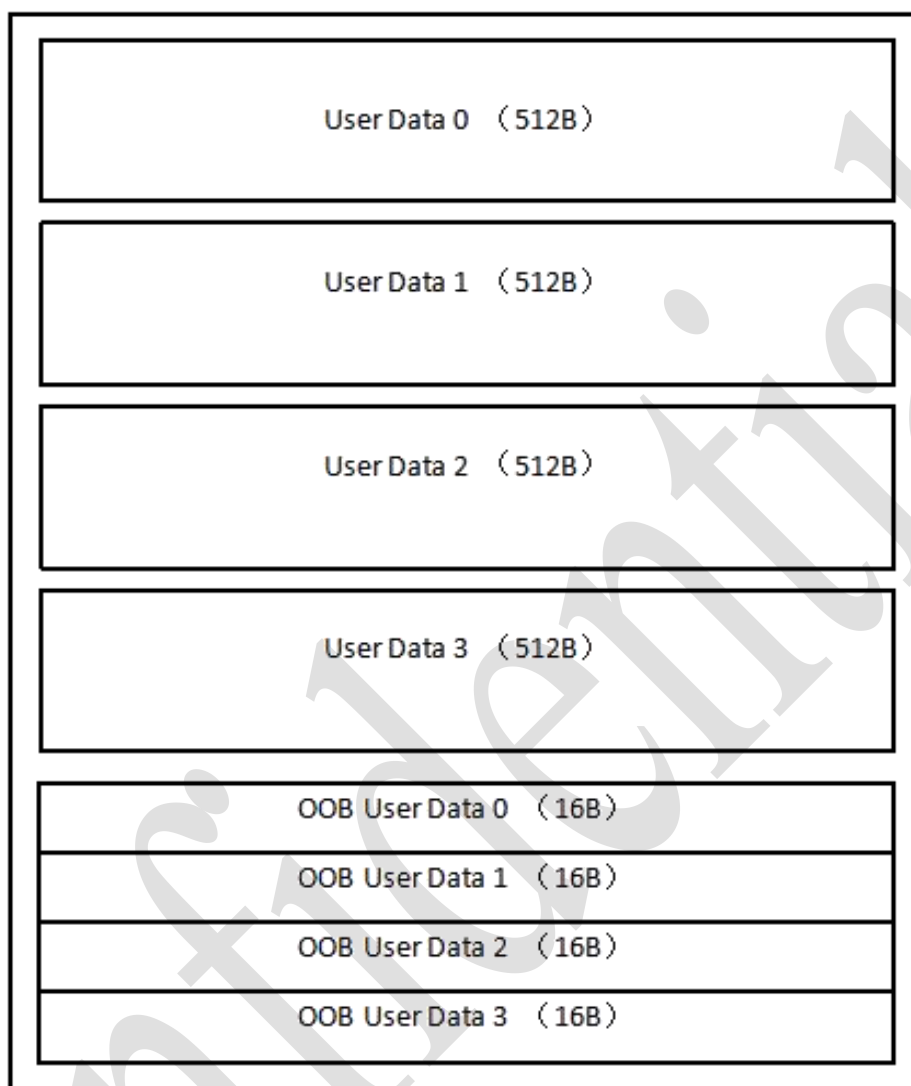 User Data 0 （512B）
User Data 1 （512B）
User Data 2 （512B）
User Data 3 （512B）
OOB User Data 0 （16B）
OOB User Data 1 （16B）
OOB User Data 2 （16B）
OOB User Data 3 （16B）
nfidential